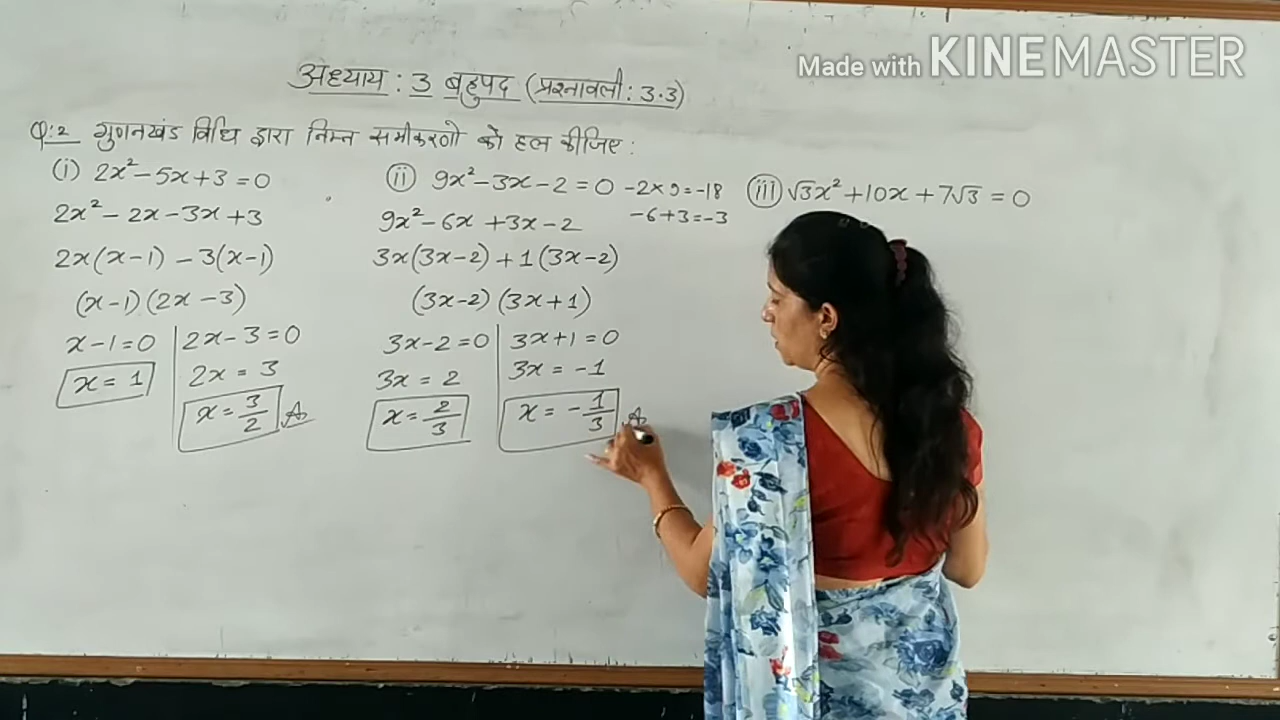 Made with KINEMASTER
अध्याय : 3 बहुपद (प्रश्नावली : 3.3)
Q:2 गुणनखंड विधि द्वारा निम्न समीकरणो को हल कीजिए :
(i) 2x² - 5x + 3 = 0
2x² - 2x - 3x + 3
2x(x-1) - 3(x-1)
(x-1)(2x-3)
x-1=0 | 2x-3=0
x = 1 | 2x = 3
x = 3/2 A
(ii) 9x² - 3x - 2 = 0 -2×9=-18
9x² - 6x + 3x - 2 -6+3=-3
3x(3x-2) + 1(3x-2)
(3x-2)(3x+1)
3x-2=0 | 3x+1=0
3x = 2 | 3x = -1
x = 2/3 | x = -1/3 A
(iii) √3x² + 10x + 7√3 = 0